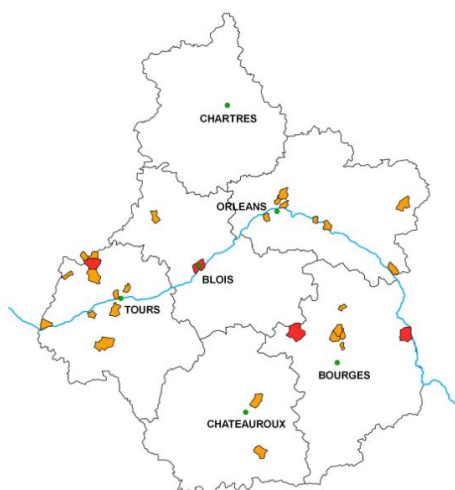 CHARTRES
ORLEANS
BLOIS
TOURS
BOURGES
CHATEAUROUX